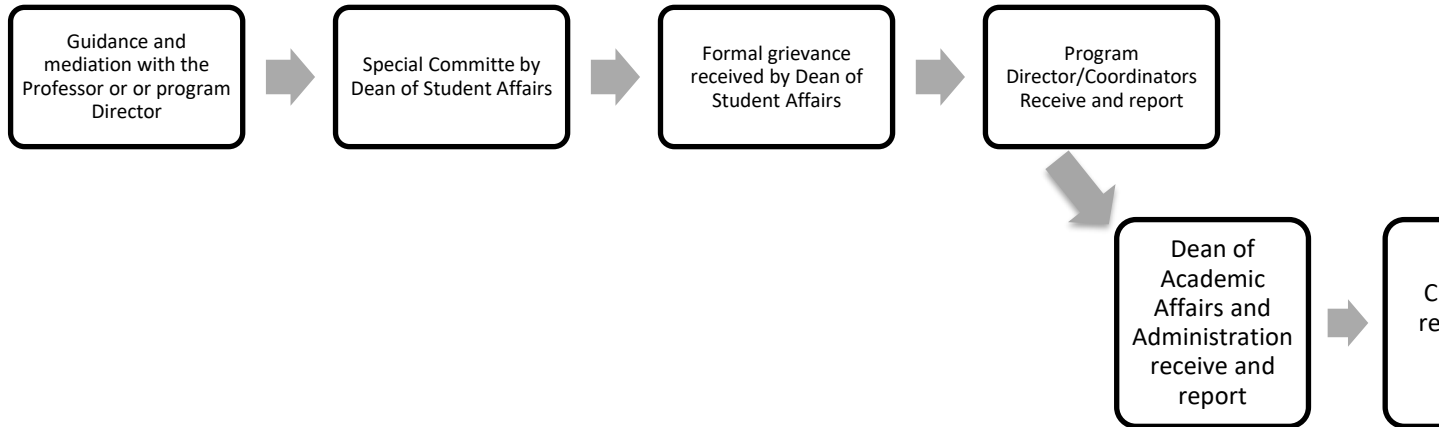 Guidance and
mediation with the
Professor or or program
Director
Special Committe by
Dean of Student Affairs
Formal grievance
received by Dean of
Student Affairs
Program
Director/Coordinators
Receive and report
Dean of
Academic
Affairs and
Administration
receive and
report